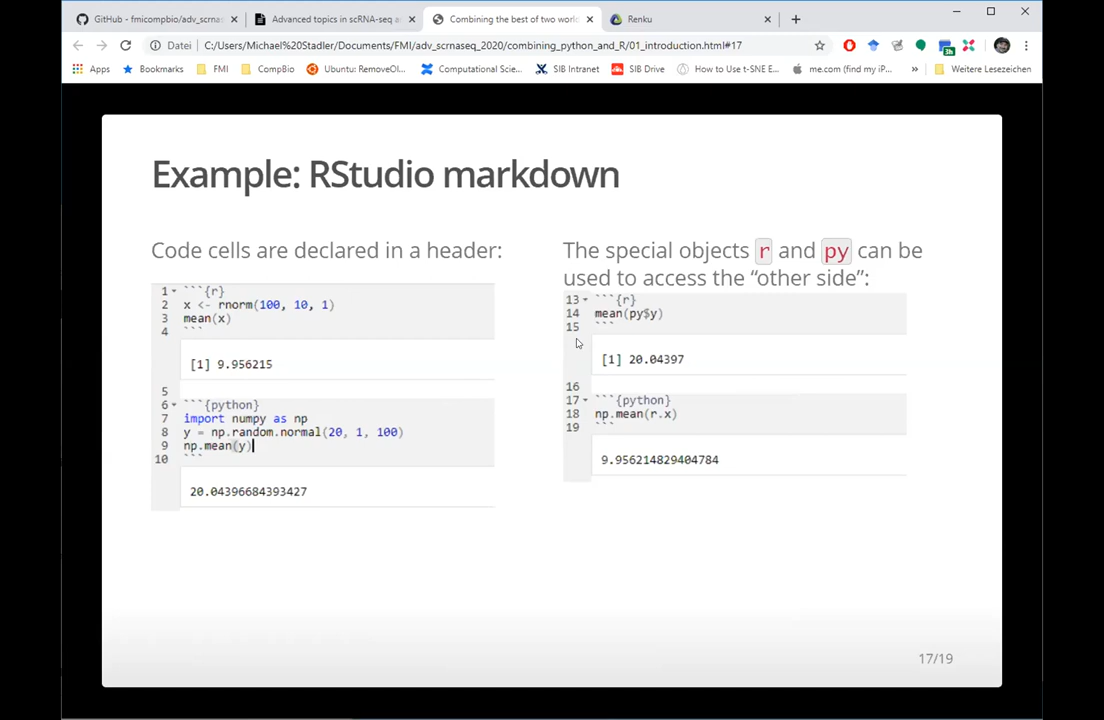 GitHub - fmicompbio/adv_scrnas
Advanced topics in scRNA-seq a
Combining the best of two worl
Renku
Datei
C:/Users/Michael%20Stadler/Documents/FMI/adv_scrnaseq_2020/combining_python_and_R/01_introduction.html#17
3h
Apps
Bookmarks
FMI
CompBio
Ubuntu: RemoveOl...
Computational Scie...
SIB Intranet
SIB Drive
How to Use t-SNE E...
me.com (find my iP...
»
Weitere Lesezeichen
Example: RStudio markdown
Code cells are declared in a header:
1 ```{r}
2 x <- rnorm(100, 10, 1)
3 mean(x)
4 ```
[1] 9.956215
5
6 ```{python}
7 import numpy as np
8 y = np.random.normal(20, 1, 100)
9 np.mean(y)
10 ```
20.04396684393427
The special objects r and py can be
used to access the “other side”:
13 ```{r}
14 mean(py$y)
15 ```
[1] 20.04397
16
17 ```{python}
18 np.mean(r.x)
19 ```
9.956214829404784
17/19